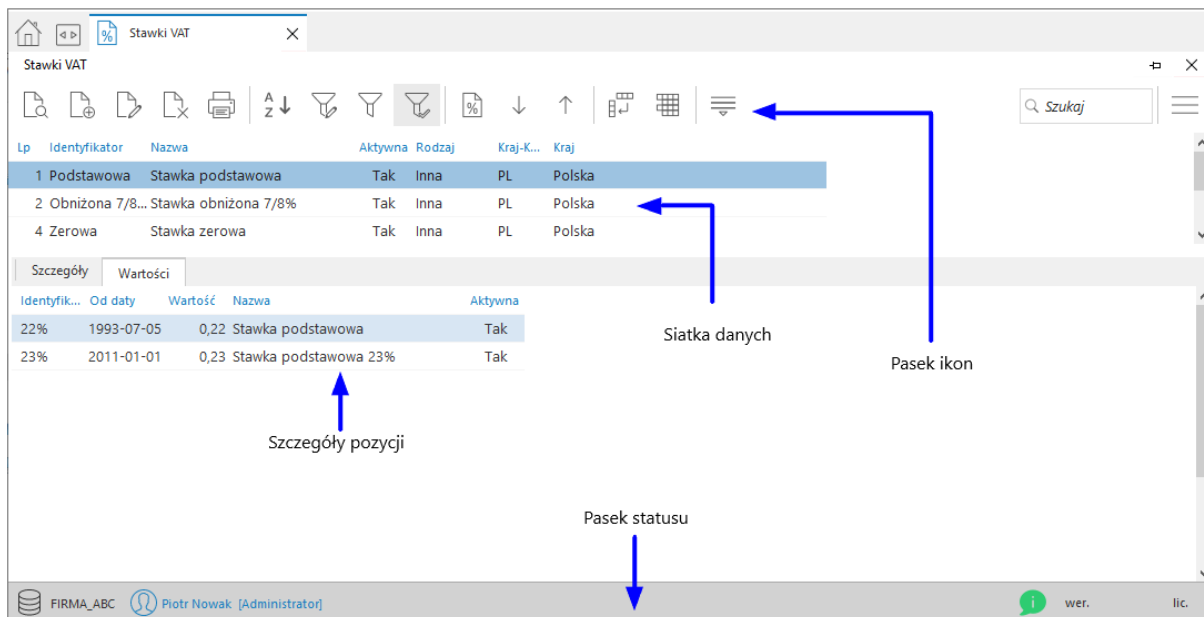 Stawki VAT
Stawki VAT
A Z Szukaj
Lp Identyfikator Nazwa Aktywna Rodzaj Kraj-K... Kraj
1 Podstawowa Stawka podstawowa Tak Inna PL Polska
2 Obniżona 7/8... Stawka obniżona 7/8% Tak Inna PL Polska
4 Zerowa Stawka zerowa Tak Inna PL Polska
Szczegóły Wartości
Identyfik... Od daty Wartość Nazwa Aktywna
22% 1993-07-05 0,22 Stawka podstawowa Tak
23% 2011-01-01 0,23 Stawka podstawowa 23% Tak
Siatka danych
Pasek ikon
Szczegóły pozycji
Pasek statusu
FIRMA_ABC Piotr Nowak [Administrator] wer. lic.